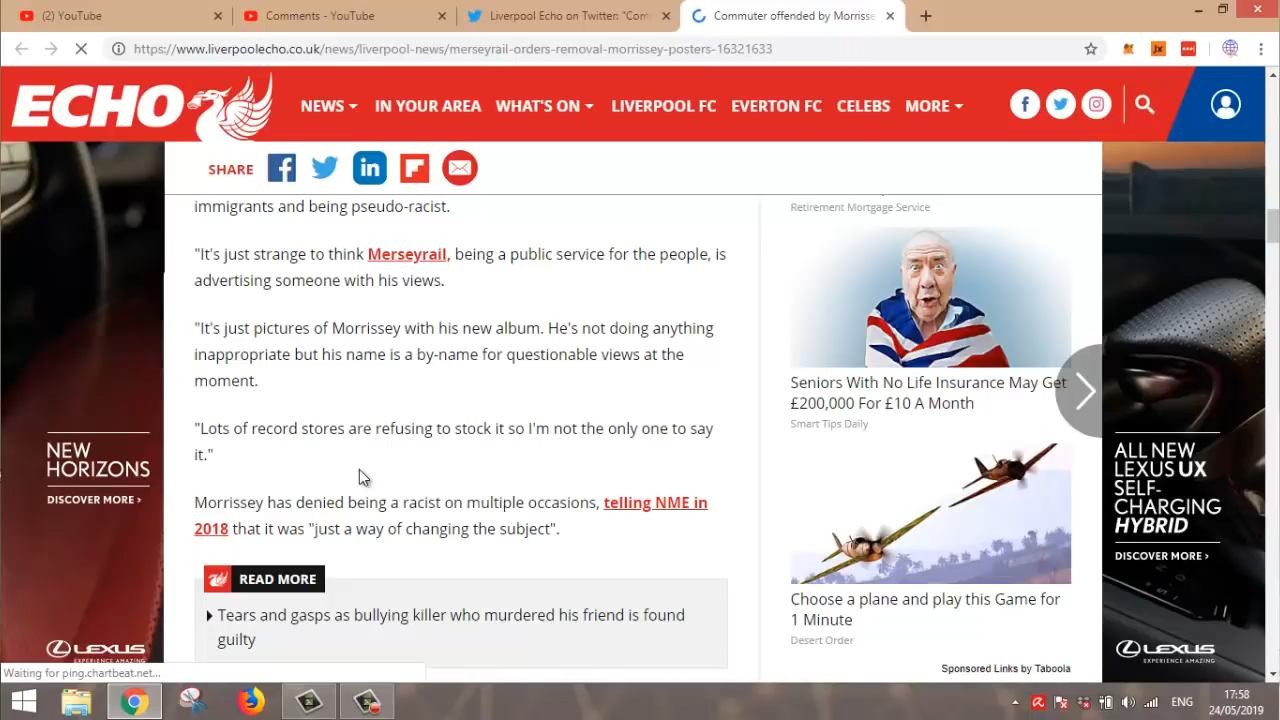 (2) YouTube
Comments - YouTube
Liverpool Echo on Twitter: "Com
Commuter offended by Morrisse
https://www.liverpoolecho.co.uk/news/liverpool-news/merseyrail-orders-removal-morrissey-posters-16321633
ECHO
NEWS
IN YOUR AREA
WHAT'S ON
LIVERPOOL FC
EVERTON FC
CELEBS
MORE
SHARE
immigrants and being pseudo-racist.
"It's just strange to think Merseyrail, being a public service for the people, is
advertising someone with his views.
"It's just pictures of Morrissey with his new album. He's not doing anything
inappropriate but his name is a by-name for questionable views at the
moment.
"Lots of record stores are refusing to stock it so I'm not the only one to say
it."
Morrissey has denied being a racist on multiple occasions, telling NME in
2018 that it was "just a way of changing the subject".
READ MORE
Tears and gasps as bullying killer who murdered his friend is found
guilty
Retirement Mortgage Service
Seniors With No Life Insurance May Get
£200,000 For £10 A Month
Smart Tips Daily
Choose a plane and play this Game for
1 Minute
Desert Order
Sponsored Links by Taboola
NEW
HORIZONS
DISCOVER MORE >
LEXUS
EXPERIENCE AMAZING
ALL NEW
LEXUS UX
SELF-
CHARGING
HYBRID
DISCOVER MORE >
LEXUS
EXPERIENCE AMAZING
Waiting for ping.chartbeat.net...
ENG
17:58
24/05/2019